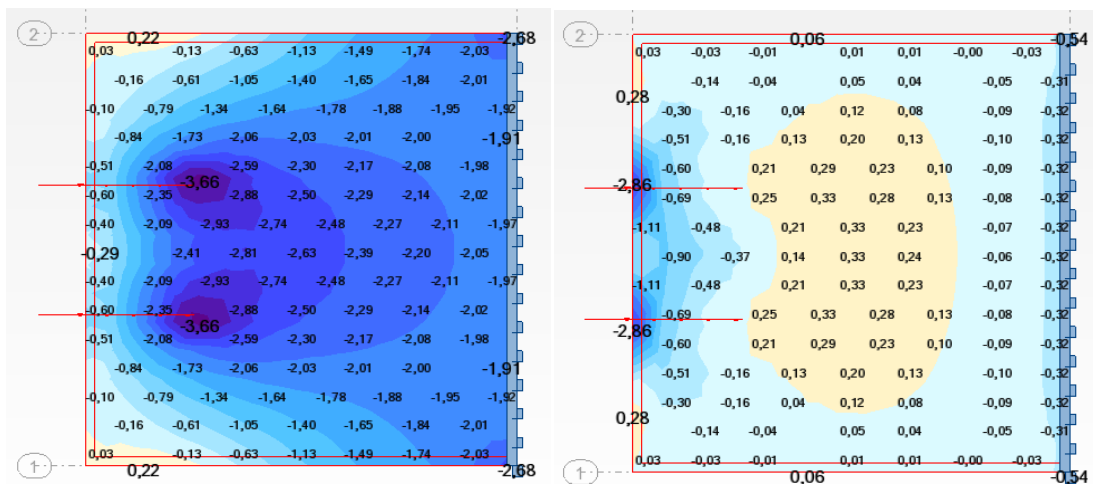 2 0,22 -2,68
0,03 -0,13 -0,63 -1,13 -1,49 -1,74 -2,03
-0,16 -0,61 -1,05 -1,40 -1,65 -1,84 -2,01
-0,10 -0,79 -1,34 -1,64 -1,78 -1,88 -1,95 -1,92
-0,84 -1,73 -2,06 -2,03 -2,01 -2,00 -1,91
-0,51 -2,08 -2,59 -2,30 -2,17 -2,08 -1,98
-3,66
-0,60 -2,35 -2,88 -2,50 -2,29 -2,14 -2,02
-0,40 -2,09 -2,93 -2,74 -2,48 -2,27 -2,11 -1,97
-0,29 -2,41 -2,81 -2,63 -2,39 -2,20 -2,05
-0,40 -2,09 -2,93 -2,74 -2,48 -2,27 -2,11 -1,97
-0,60 -2,35 -2,88 -2,50 -2,29 -2,14 -2,02
-3,66
-0,51 -2,08 -2,59 -2,30 -2,17 -2,08 -1,98
-0,84 -1,73 -2,06 -2,03 -2,01 -2,00 -1,91
-0,10 -0,79 -1,34 -1,64 -1,78 -1,88 -1,95 -1,92
-0,16 -0,61 -1,05 -1,40 -1,65 -1,84 -2,01
0,03 -0,13 -0,63 -1,13 -1,49 -1,74 -2,03
1 0,22 -2,68
2 0,06 -0,54
0,03 -0,03 -0,01 0,01 0,01 -0,00 -0,03
-0,14 -0,04 0,05 0,04 -0,05 -0,31
0,28
-0,30 -0,16 0,04 0,12 0,08 -0,09 -0,32
-0,51 -0,16 0,13 0,20 0,13 -0,10 -0,32
-0,60 0,21 0,29 0,23 0,10 -0,09 -0,32
-2,86
-0,69 0,25 0,33 0,28 0,13 -0,08 -0,32
-1,11 -0,48 0,21 0,33 0,23 -0,07 -0,32
-0,90 -0,37 0,14 0,33 0,24 -0,06 -0,32
-1,11 -0,48 0,21 0,33 0,23 -0,07 -0,32
-0,69 0,25 0,33 0,28 0,13 -0,08 -0,32
-2,86
-0,60 0,21 0,29 0,23 0,10 -0,09 -0,32
-0,51 -0,16 0,13 0,20 0,13 -0,10 -0,32
-0,30 -0,16 0,04 0,12 0,08 -0,09 -0,32
0,28
-0,14 -0,04 0,05 0,04 -0,05 -0,31
0,03 -0,03 -0,01 0,01 0,01 -0,00 -0,03
1 0,06 -0,54